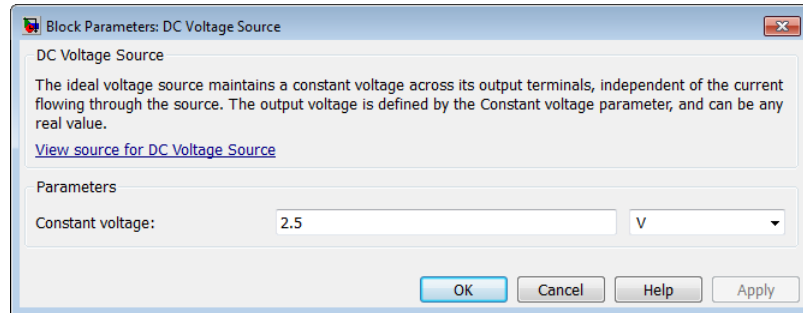 Block Parameters: DC Voltage Source
DC Voltage Source
The ideal voltage source maintains a constant voltage across its output terminals, independent of the current
flowing through the source. The output voltage is defined by the Constant voltage parameter, and can be any
real value.
View source for DC Voltage Source
Parameters
Constant voltage: 2.5 V
OK Cancel Help Apply